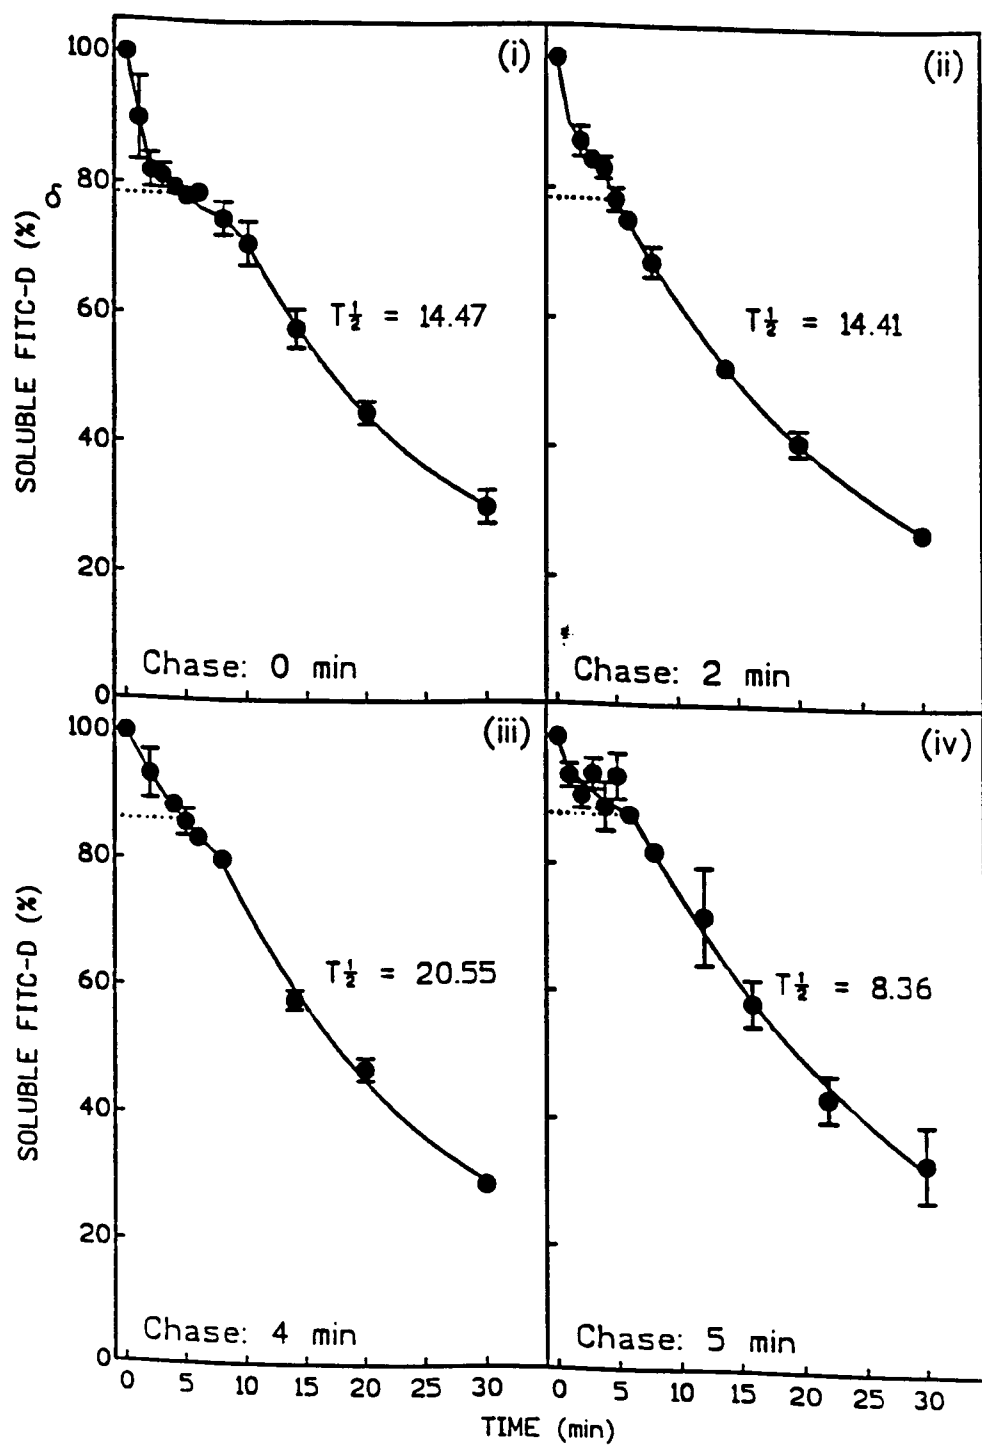 (i)
100
80
60
40
20
0
SOLUBLE FITC-D (%)
T½ = 14.47
Chase: 0 min
(ii)
T½ = 14.41
Chase: 2 min
(iii)
100
80
60
40
20
0
SOLUBLE FITC-D (%)
T½ = 20.55
Chase: 4 min
0 5 10 15 20 25 30
(iv)
T½ = 8.36
Chase: 5 min
0 5 10 15 20 25 30
TIME (min)